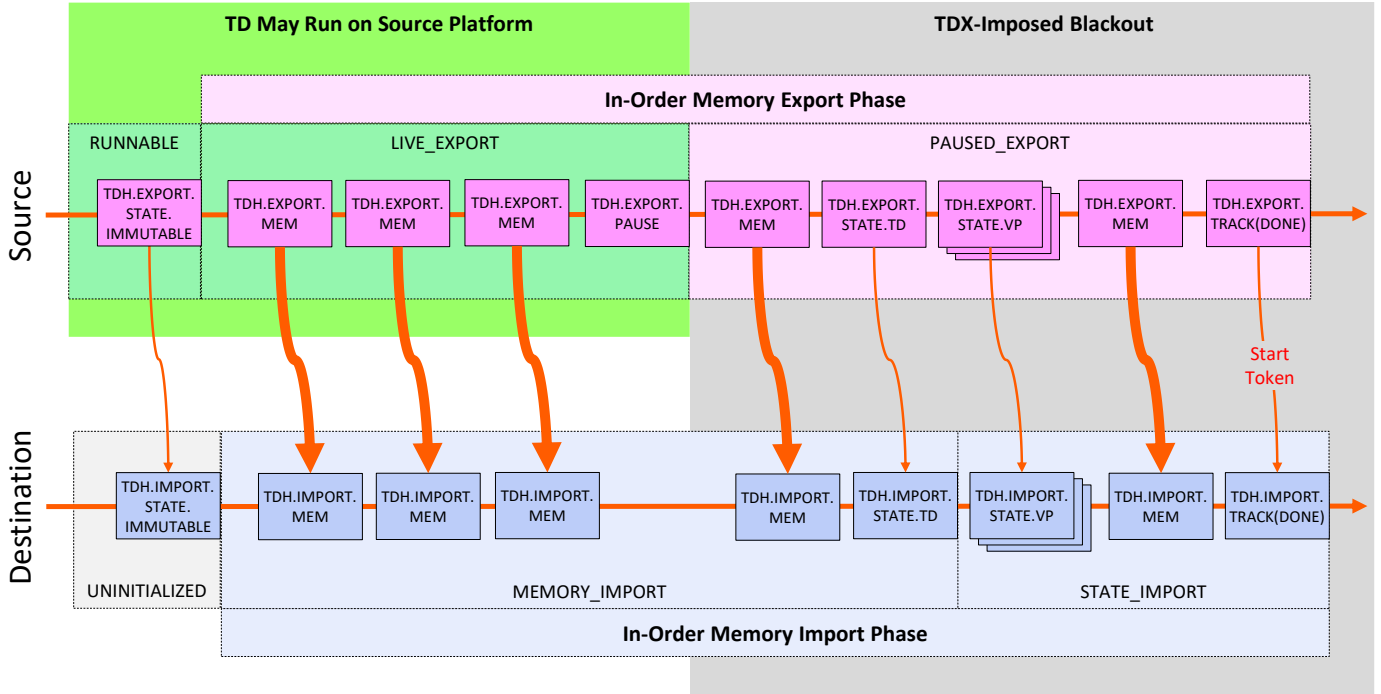 TD May Run on Source Platform
TDX-Imposed Blackout
In-Order Memory Export Phase
RUNNABLE
LIVE_EXPORT
PAUSED_EXPORT
Source
TDH.EXPORT.
STATE.
IMMUTABLE
TDH.EXPORT.
MEM
TDH.EXPORT.
MEM
TDH.EXPORT.
MEM
TDH.EXPORT.
PAUSE
TDH.EXPORT.
MEM
TDH.EXPORT.
STATE.TD
TDH.EXPORT.
STATE.VP
TDH.EXPORT.
MEM
TDH.EXPORT.
TRACK(DONE)
Start
Token
Destination
TDH.IMPORT.
STATE.
IMMUTABLE
TDH.IMPORT.
MEM
TDH.IMPORT.
MEM
TDH.IMPORT.
MEM
TDH.IMPORT.
MEM
TDH.IMPORT.
STATE.TD
TDH.IMPORT.
STATE.VP
TDH.IMPORT.
MEM
TDH.IMPORT.
TRACK(DONE)
UNINITIALIZED
MEMORY_IMPORT
STATE_IMPORT
In-Order Memory Import Phase